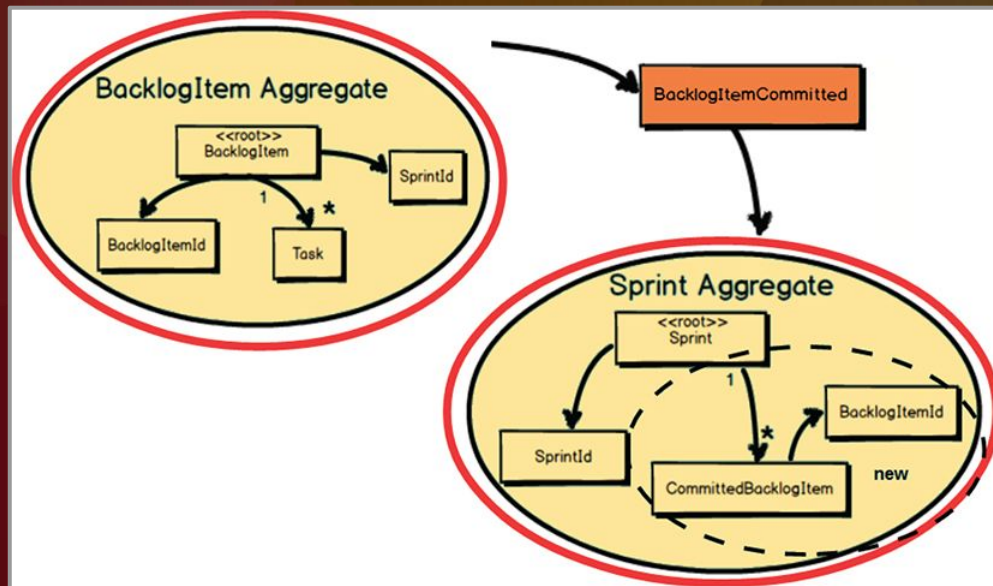 BacklogItem Aggregate
<<root>>
BacklogItem
SprintId
1
*
BacklogItemId
Task
BacklogItemCommitted
Sprint Aggregate
<<root>>
Sprint
1
BacklogItemId
*
SprintId
CommittedBacklogItem
new